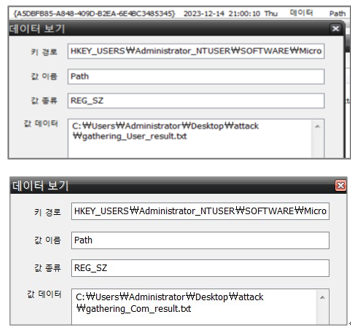 {A5DBFB85-A848-409D-B2EA-6E4BC3485345} 2023-12-14 21:00:10 Thu 데이터 Path
데이터 보기
키 경로 HKEY_USERS₩Administrator_NTUSER₩SOFTWARE₩Micro
값 이름 Path
값 종류 REG_SZ
값 데이터 C:₩Users₩Administrator₩Desktop₩attack
₩gathering_User_result.txt
데이터 보기
키 경로 HKEY_USERS₩Administrator_NTUSER₩SOFTWARE₩Micro
값 이름 Path
값 종류 REG_SZ
값 데이터 C:₩Users₩Administrator₩Desktop₩attack
₩gathering_Com_result.txt